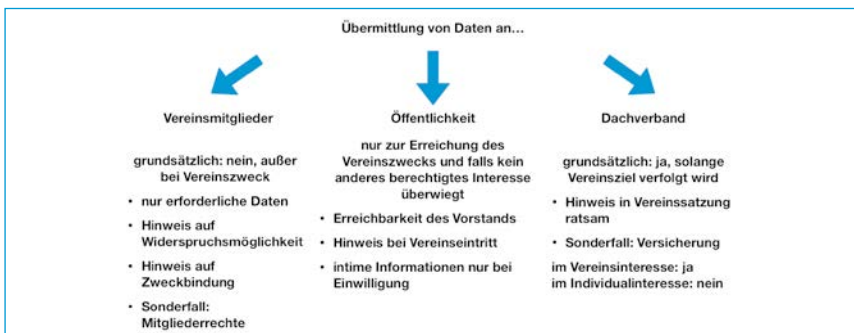 Übermittlung von Daten an...
Vereinsmitglieder
grundsätzlich: nein, außer
bei Vereinszweck
• nur erforderliche Daten
• Hinweis auf
Widerspruchsmöglichkeit
• Hinweis auf
Zweckbindung
• Sonderfall:
Mitgliederrechte
Öffentlichkeit
nur zur Erreichung des
Vereinszwecks und falls kein
anderes berechtigtes Interesse
überwiegt
• Erreichbarkeit des Vorstands
• Hinweis bei Vereinseintritt
• intime Informationen nur bei
Einwilligung
Dachverband
grundsätzlich: ja, solange
Vereinsziel verfolgt wird
• Hinweis in Vereinssatzung
ratsam
• Sonderfall: Versicherung
im Vereinsinteresse: ja
im Individualinteresse: nein